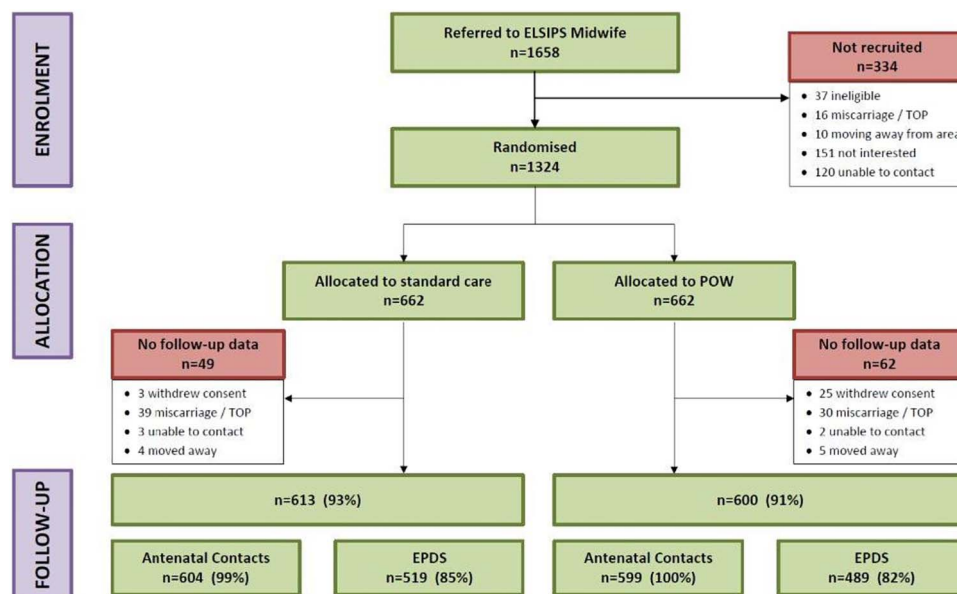 ENROLMENT
Referred to ELSIPS Midwife
n=1658
Not recruited
n=334
• 37 ineligible
• 16 miscarriage / TOP
• 10 moving away from area
• 151 not interested
• 120 unable to contact
Randomised
n=1324
ALLOCATION
Allocated to standard care
n=662
Allocated to POW
n=662
No follow-up data
n=49
• 3 withdrew consent
• 39 miscarriage / TOP
• 3 unable to contact
• 4 moved away
No follow-up data
n=62
• 25 withdrew consent
• 30 miscarriage / TOP
• 2 unable to contact
• 5 moved away
FOLLOW-UP
n=613 (93%)
n=600 (91%)
Antenatal Contacts
n=604 (99%)
EPDS
n=519 (85%)
Antenatal Contacts
n=599 (100%)
EPDS
n=489 (82%)